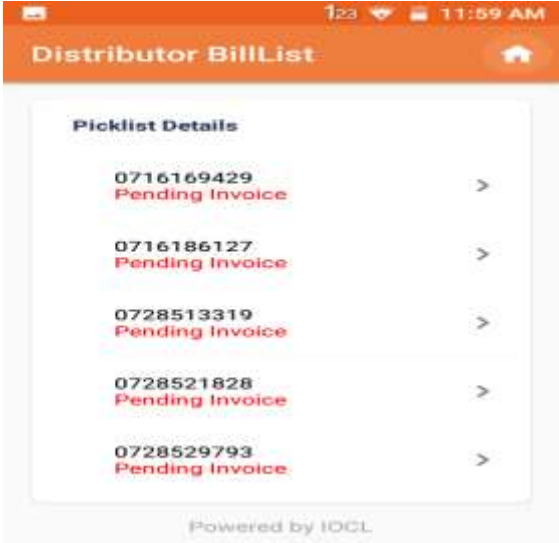 123 11:59 AM
Distributor BillList
Picklist Details
0716169429
Pending Invoice
>
0716186127
Pending Invoice
>
0728513319
Pending Invoice
>
0728521828
Pending Invoice
>
0728529793
Pending Invoice
>
Powered by IOCL